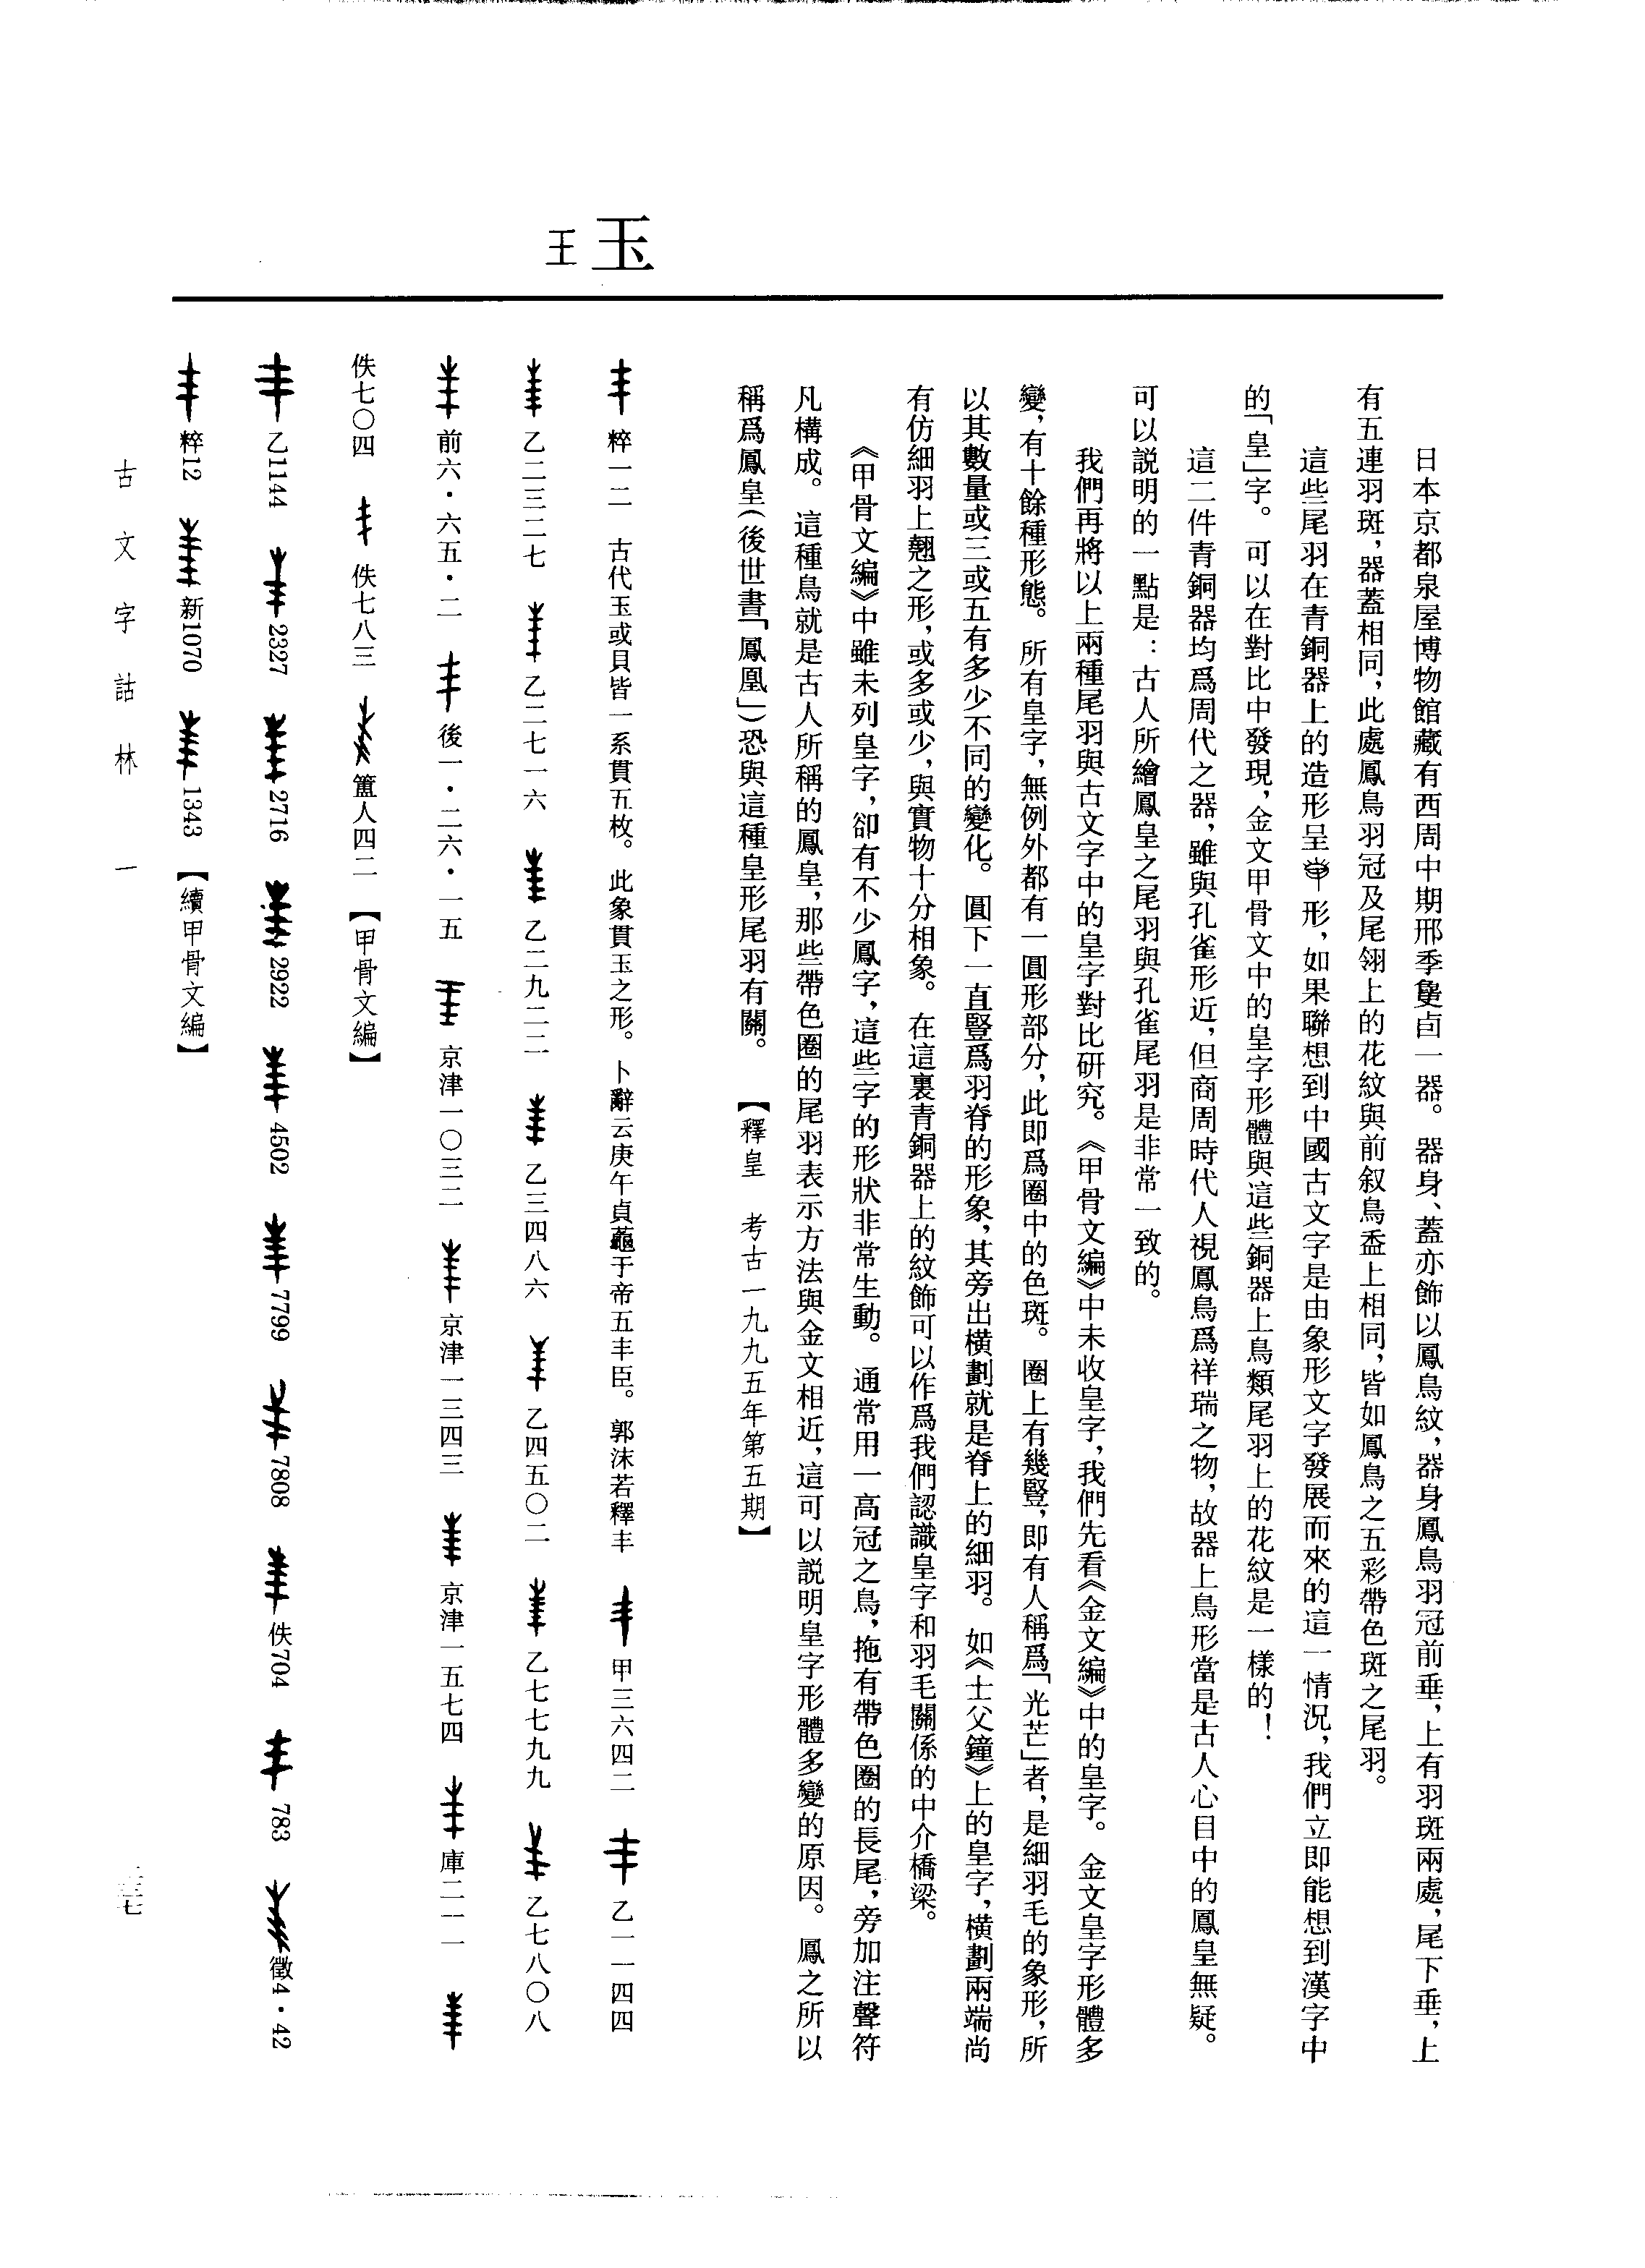 日本京都泉屋博物館藏有西周中期邢季夐卣一器。器身、蓋亦飾以鳳鳥紋，器身鳳鳥羽冠前垂，上有羽斑兩處，尾下垂，上
有五連羽斑，器蓋相同，此處鳳鳥羽冠及尾翎上的花紋與前叙鳥盉上相同，皆如鳳鳥之五彩帶色斑之尾羽。
這些尾羽在青銅器上的造形呈形，如果聯想到中國古文字是由象形文字發展而來的這一情況，我們立即能想到漢字中
的「皇」字。可以在對比中發現，金文甲骨文中的皇字形體與這些銅器上鳥類尾羽上的花紋是一樣的！
這二件青銅器均爲周代之器，雖與孔雀形近，但商周時代人視鳳鳥爲祥瑞之物，故器上鳥形當是古人心目中的鳳皇無疑。
可以説明的一點是：古人所繪鳳皇之尾羽與孔雀尾羽是非常一致的。
我們再將以上兩種尾羽與古文字中的皇字對比研究。《甲骨文編》中未收皇字，我們先看《金文編》中的皇字。金文皇字形體多
變，有十餘種形態。所有皇字，無例外都有一圓形部分，此即爲圈中的色斑。圈上有幾豎，即有人稱爲「光芒」者，是細羽毛的象形，所
以其數量或三或五有多少不同的變化。圓下一直豎爲羽脊的形象，其旁出橫劃就是脊上的細羽。如《士父鐘》上的皇字，橫劃兩端尚
有仿細羽上翹之形，或多或少，與實物十分相象。在這裏青銅器上的紋飾可以作爲我們認識皇字和羽毛關係的中介橋梁。
《甲骨文編》中雖未列皇字，卻有不少鳳字，這些字的形狀非常生動。通常用一高冠之鳥，拖有帶色圈的長尾，旁加注聲符
凡構成。這種鳥就是古人所稱的鳳皇，那些帶色圈的尾羽表示方法與金文相近，這可以説明皇字形體多變的原因。鳳之所以
稱爲鳳皇（後世書「鳳凰」）恐與這種皇形尾羽有關。【釋皇　考古一九九五年第五期】
玉
王
粹一二　古代玉或貝皆一系貫五枚。此象貫玉之形。卜辭云庚午貞于帝五丰臣。郭沫若釋丰　甲三六四二　乙一一四四
乙二三二七　乙二七一六　乙二九二二　乙三四八六　乙四五〇二　乙七七九九　乙七八〇八
前六・六五・二　後一・二六・一五　京津一〇三二　京津一三四三　京津一五七四　庫二一一
佚七〇四　佚七八三　簠人四二　【甲骨文編】
乙1144　2327　2716　2922　4502　7799　7808　佚704　783　徵4・42
粹12　新1070　1343　【續甲骨文編】
古文字詁林　一